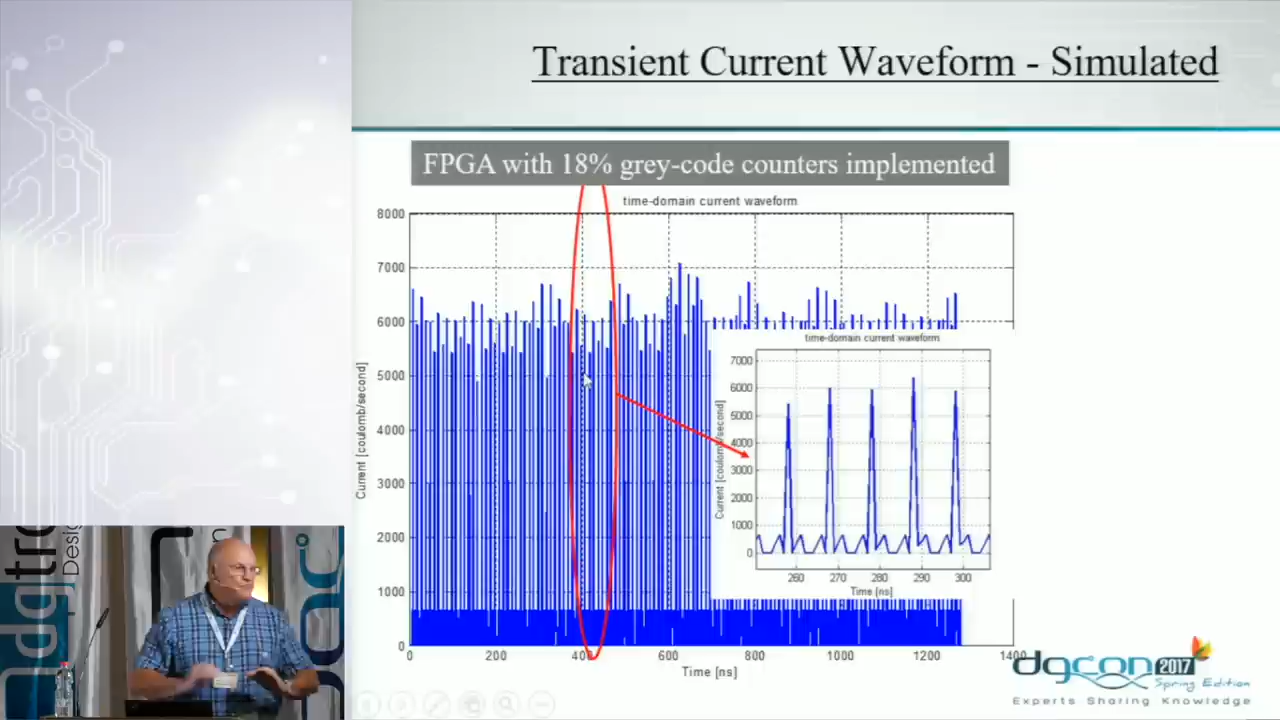 Transient Current Waveform - Simulated
FPGA with 18% grey-code counters implemented
time-domain current waveform
8000
7000
6000
5000
4000
3000
2000
1000
0
Current [coulomb/second]
0
200
400
600
800
1000
1200
1400
Time [ns]
time-domain current waveform
7000
6000
5000
4000
3000
2000
1000
0
Current [coulomb/second]
260
270
280
290
300
Time [ns]
dgcon 2017
Spring Edition
Experts Sharing Knowledge
dgtro
Desig